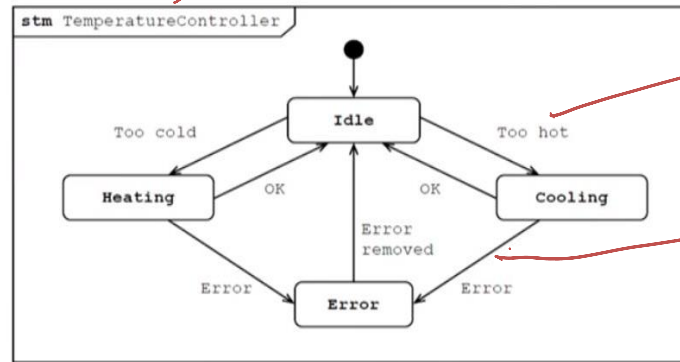 stm TemperatureController
Idle
Too cold
Too hot
Heating
OK
OK
Cooling
Error
removed
Error
Error
Error